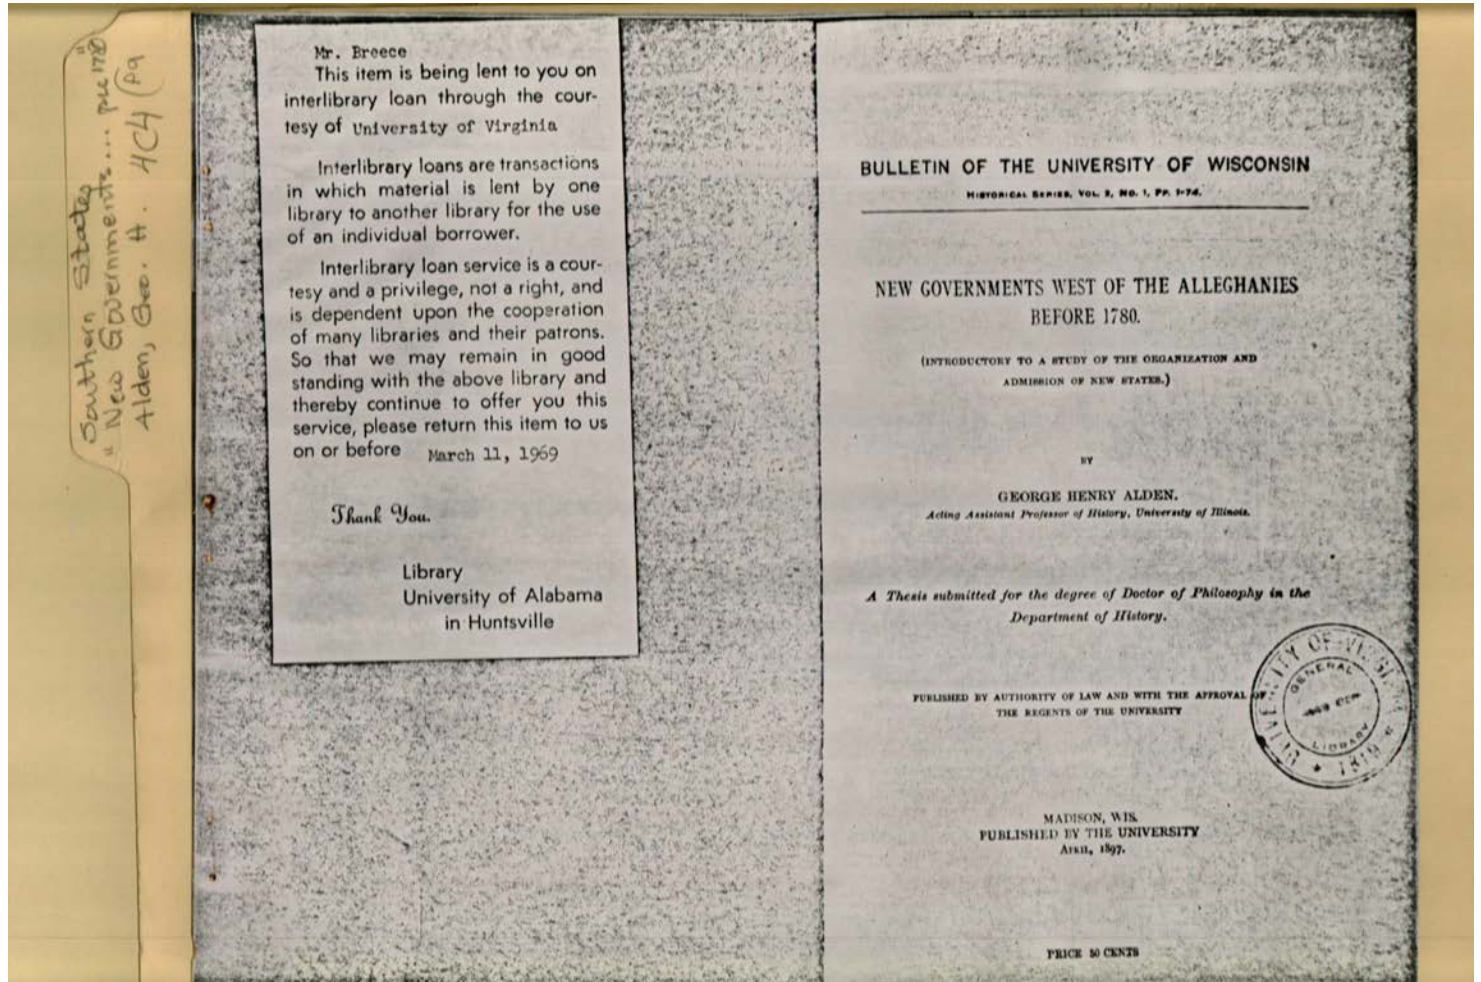 Southern States
"New Governments... pre 1780"
Alden, Geo. H. 4C4
Mr. Breece
This item is being lent to you on
interlibrary loan through the cour-
tesy of University of Virginia
Interlibrary loans are transactions
in which material is lent by one
library to another library for the use
of an individual borrower.
Interlibrary loan service is a cour-
tesy and a privilege, not a right, and
is dependent upon the cooperation
of many libraries and their patrons.
So that we may remain in good
standing with the above library and
thereby continue to offer you this
service, please return this item to us
on or before March 11, 1969
Thank You.
Library
University of Alabama
in Huntsville
BULLETIN OF THE UNIVERSITY OF WISCONSIN
HISTORICAL SERIES, VOL. 2, NO. 1, PP. 1-74.
NEW GOVERNMENTS WEST OF THE ALLEGHANIES
BEFORE 1780.
(INTRODUCTORY TO A STUDY OF THE ORGANIZATION AND
ADMISSION OF NEW STATES.)
BY
GEORGE HENRY ALDEN,
Acting Assistant Professor of History, University of Illinois.
A Thesis submitted for the degree of Doctor of Philosophy in the
Department of History.
PUBLISHED BY AUTHORITY OF LAW AND WITH THE APPROVAL OF
THE REGENTS OF THE UNIVERSITY
UNIVERSITY OF VIRGINIA
GENERAL
LIBRARY
* 1819 *
MADISON, WIS.
PUBLISHED BY THE UNIVERSITY
APRIL, 1897.
PRICE 50 CENTS